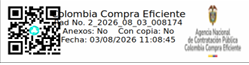 Colombia Compra Eficiente
ad No. 2_2026_08_03_008174
Anexos: No Con copia: No
Fecha: 03/08/2026 11:08:45
Agencia Nacional
de Contratación Pública
Colombia Compra Eficiente